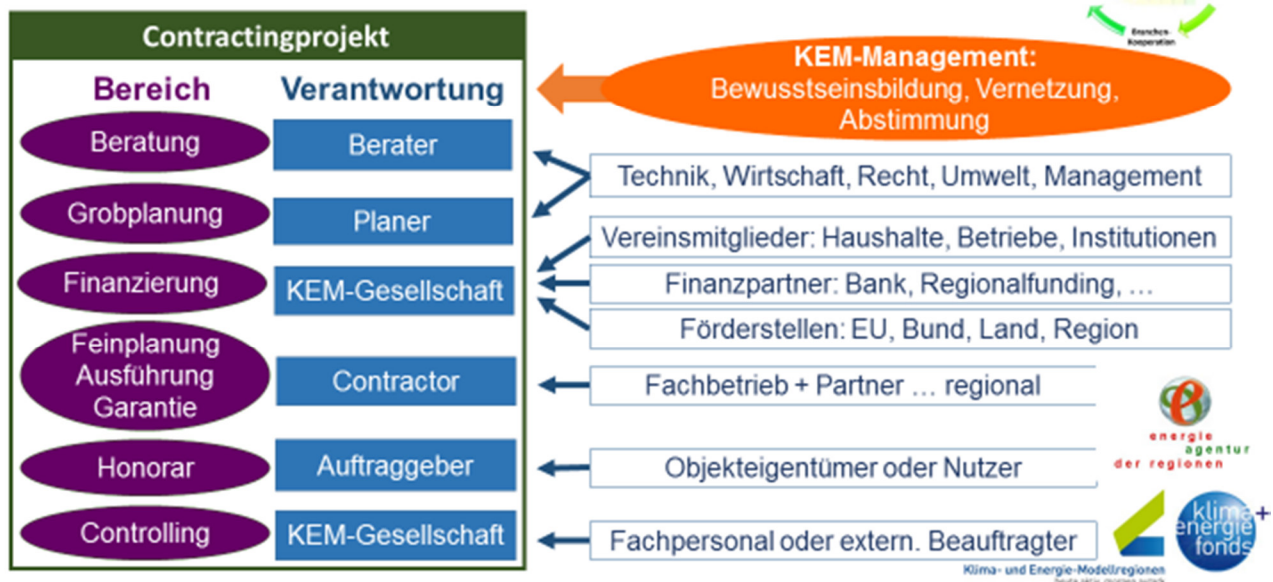 Branchen-
Kooperation
Contractingprojekt
KEM-Management:
Bewusstseinsbildung, Vernetzung,
Abstimmung
Bereich
Verantwortung
Beratung
Berater
Technik, Wirtschaft, Recht, Umwelt, Management
Grobplanung
Planer
Vereinsmitglieder: Haushalte, Betriebe, Institutionen
Finanzierung
KEM-Gesellschaft
Finanzpartner: Bank, Regionalfunding, …
Förderstellen: EU, Bund, Land, Region
Feinplanung
Ausführung
Garantie
Contractor
Fachbetrieb + Partner … regional
energie
agentur
der regionen
Honorar
Auftraggeber
Objekteigentümer oder Nutzer
Controlling
KEM-Gesellschaft
Fachpersonal oder extern. Beauftragter
klima+
energie
fonds
Klima- und Energie-Modellregionen